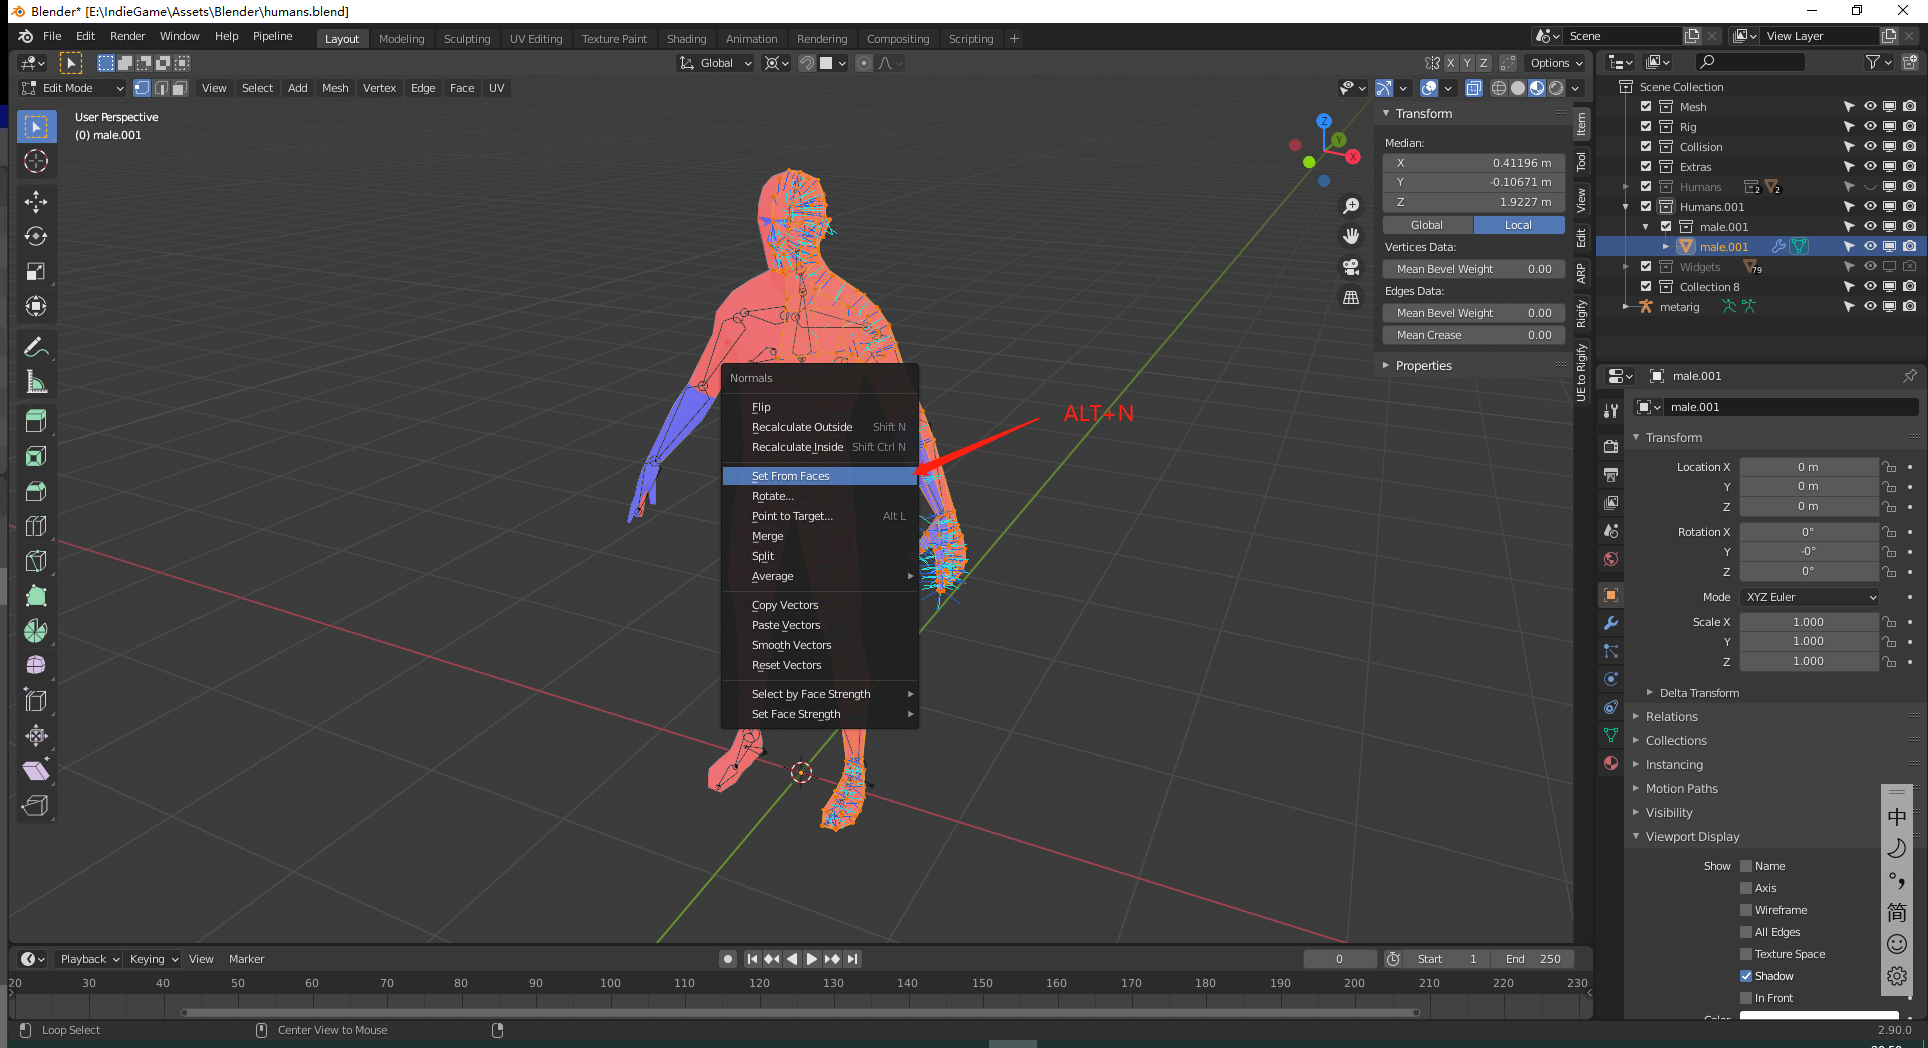 Blender* [E:\IndieGame\Assets\Blender\humans.blend]
File Edit Render Window Help Pipeline
Layout Modeling Sculpting UV Editing Texture Paint Shading Animation Rendering Compositing Scripting +
Scene
View Layer
Global
X Y Z
Options
Edit Mode
View Select Add Mesh Vertex Edge Face UV
User Perspective
(0) male.001
Z
Y
X
Transform
Median:
X 0.41196 m
Y -0.10671 m
Z 1.9227 m
Global Local
Vertices Data:
Mean Bevel Weight 0.00
Edges Data:
Mean Bevel Weight 0.00
Mean Crease 0.00
Properties
Item
Tool
View
Edit
ARP
Rigify
UE to Rigify
Scene Collection
Mesh
Rig
Collision
Extras
Humans 2 2
Humans.001
male.001
male.001
Widgets 79
Collection 8
metarig
Normals
Flip
Recalculate Outside Shift N
Recalculate Inside Shift Ctrl N
Set From Faces
Rotate...
Point to Target... Alt L
Merge
Split
Average
Copy Vectors
Paste Vectors
Smooth Vectors
Reset Vectors
Select by Face Strength
Set Face Strength
ALT+N
male.001
male.001
Transform
Location X 0 m
Y 0 m
Z 0 m
Rotation X 0°
Y -0°
Z 0°
Mode XYZ Euler
Scale X 1.000
Y 1.000
Z 1.000
Delta Transform
Relations
Collections
Instancing
Motion Paths
Visibility
Viewport Display
Show Name
Axis
Wireframe
All Edges
Texture Space
Shadow
In Front
Color
中
简
Playback Keying View Marker
0
Start 1
End 250
20 30 40 50 60 70 80 90 100 110 120 130 140 150 160 170 180 190 200 210 220 230
Loop Select
Center View to Mouse
2.90.0